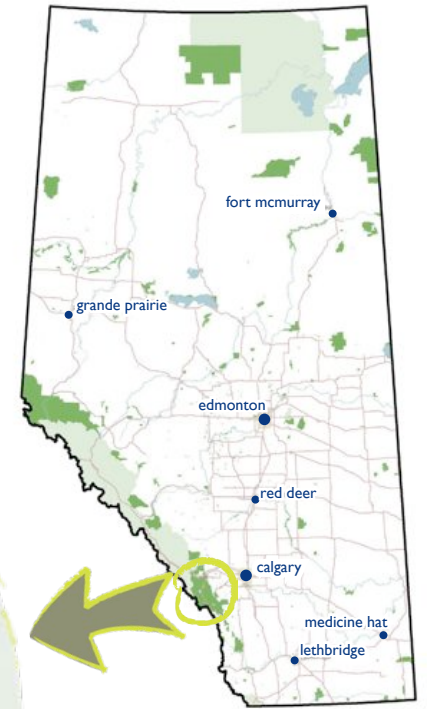 fort mcmurray
grande prairie
edmonton
red deer
calgary
medicine hat
lethbridge